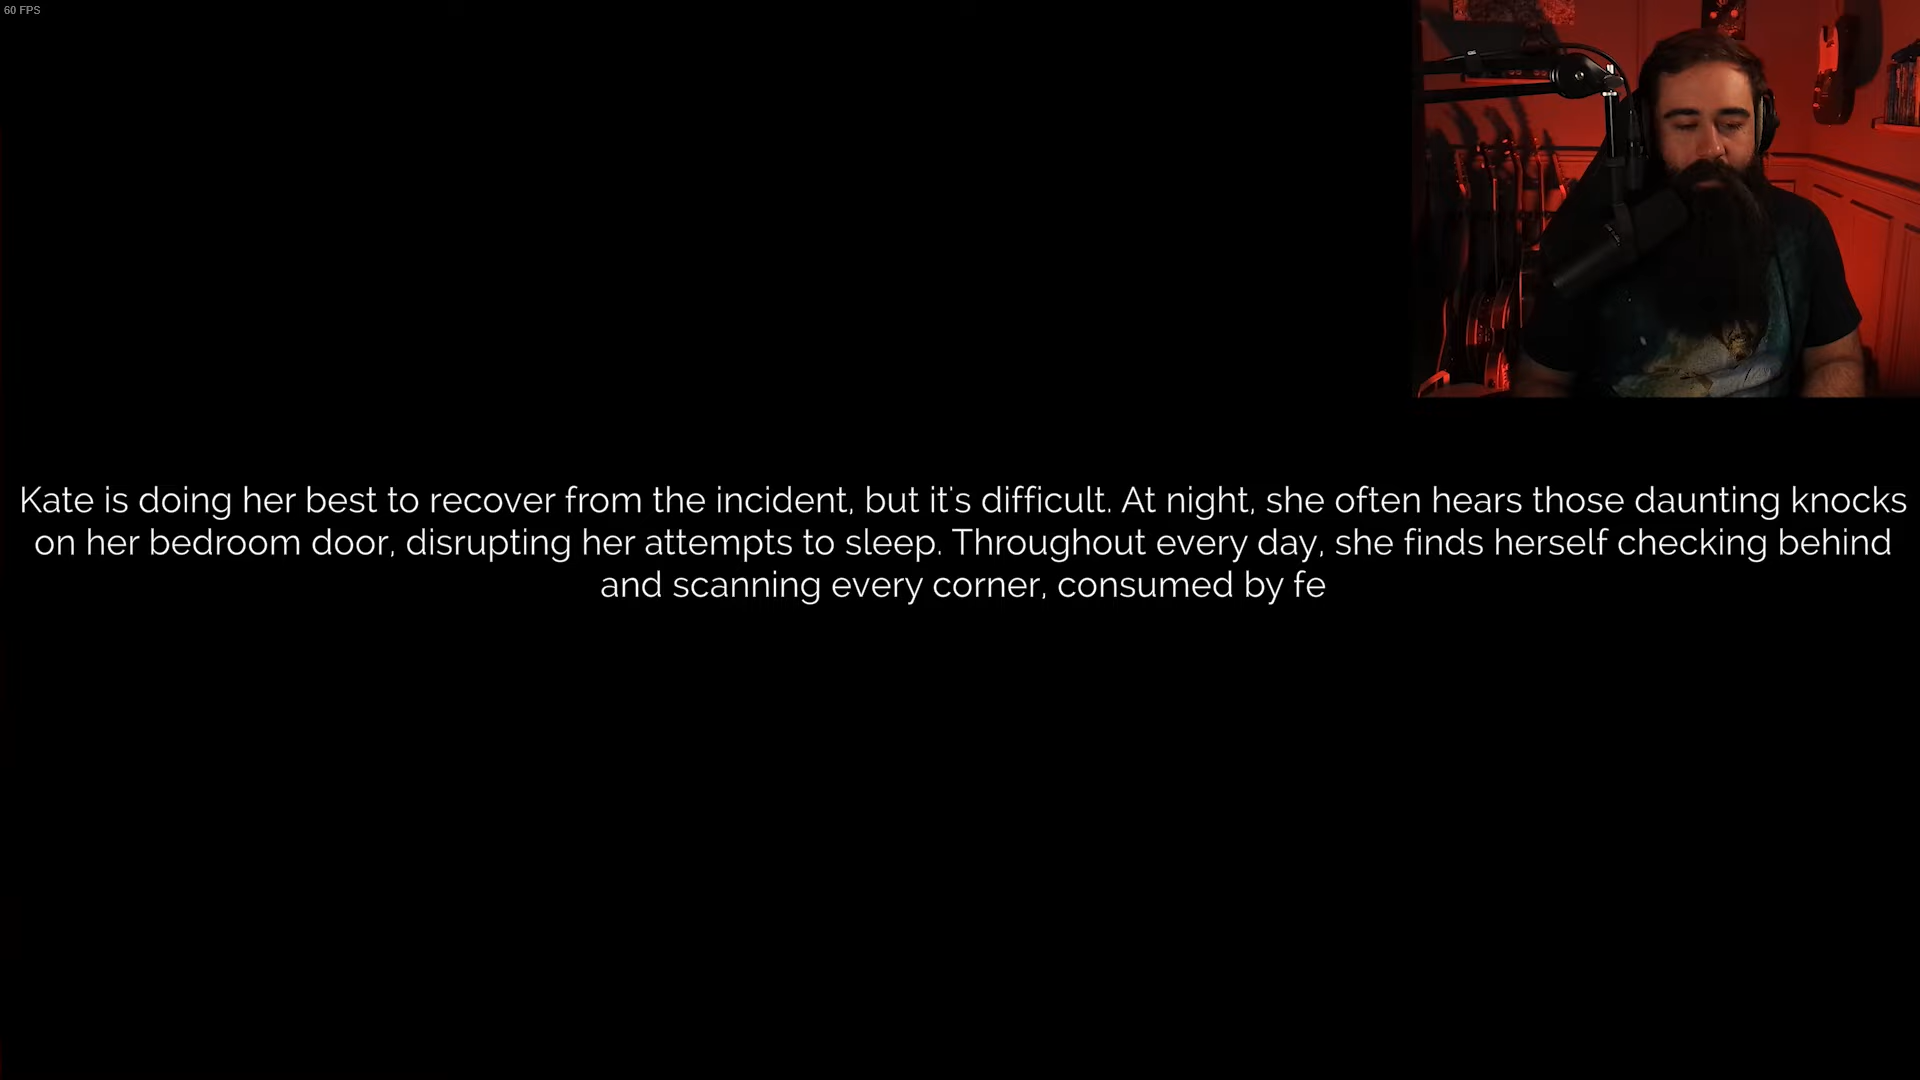 60 FPS
Kate is doing her best to recover from the incident, but it's difficult. At night, she often hears those daunting knocks
on her bedroom door, disrupting her attempts to sleep. Throughout every day, she finds herself checking behind
and scanning every corner, consumed by fe